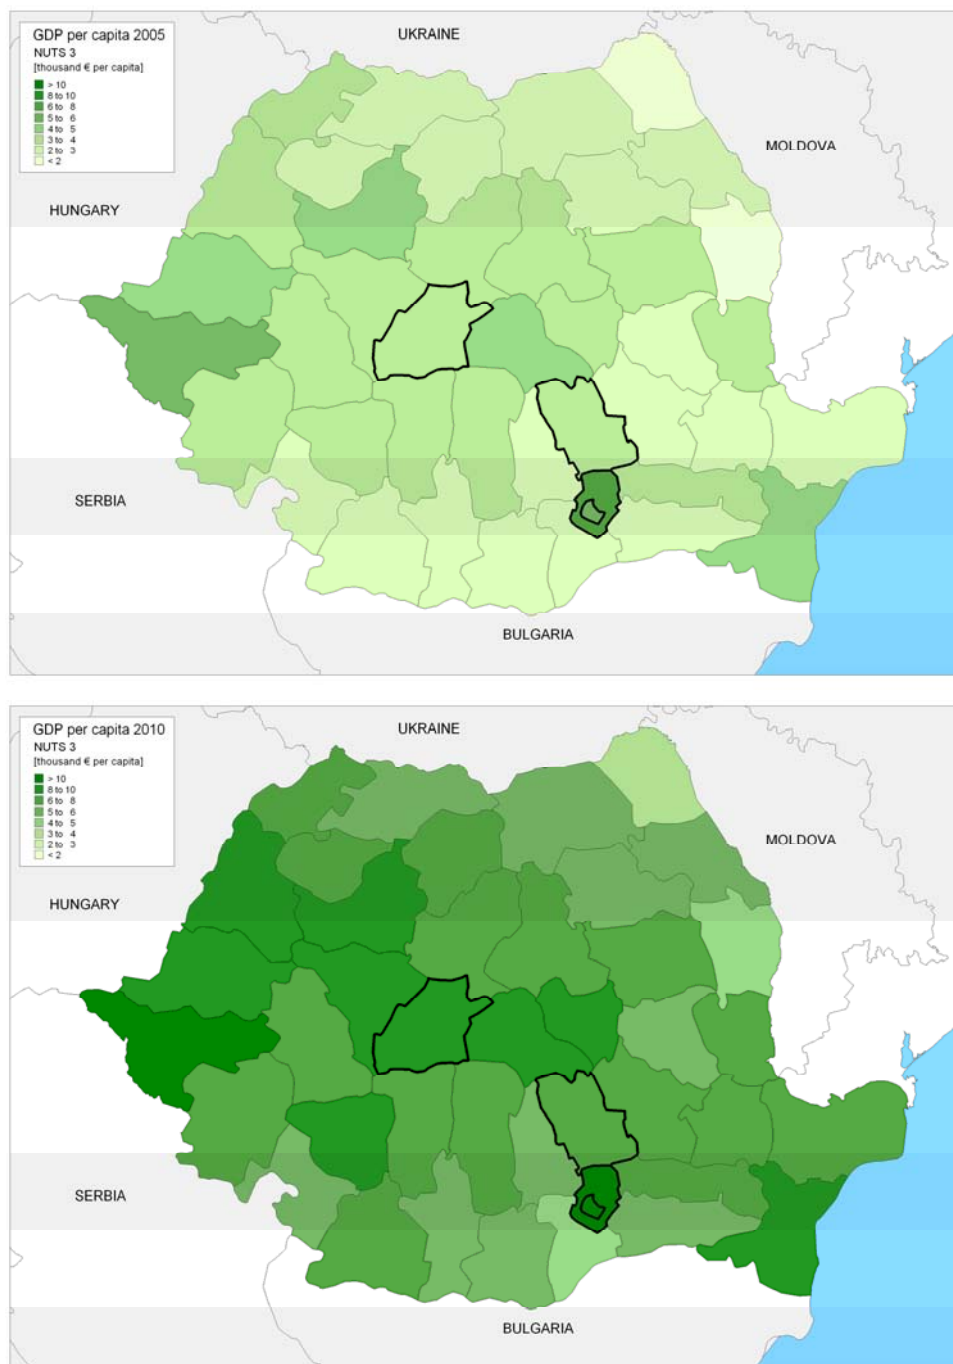 GDP per capita 2005
NUTS 3
[thousand € per capita]
> 10
8 to 10
6 to 8
5 to 6
4 to 5
3 to 4
2 to 3
< 2
UKRAINE
MOLDOVA
HUNGARY
SERBIA
BULGARIA
GDP per capita 2010
NUTS 3
[thousand € per capita]
> 10
8 to 10
6 to 8
5 to 6
4 to 5
3 to 4
2 to 3
< 2
UKRAINE
MOLDOVA
HUNGARY
SERBIA
BULGARIA